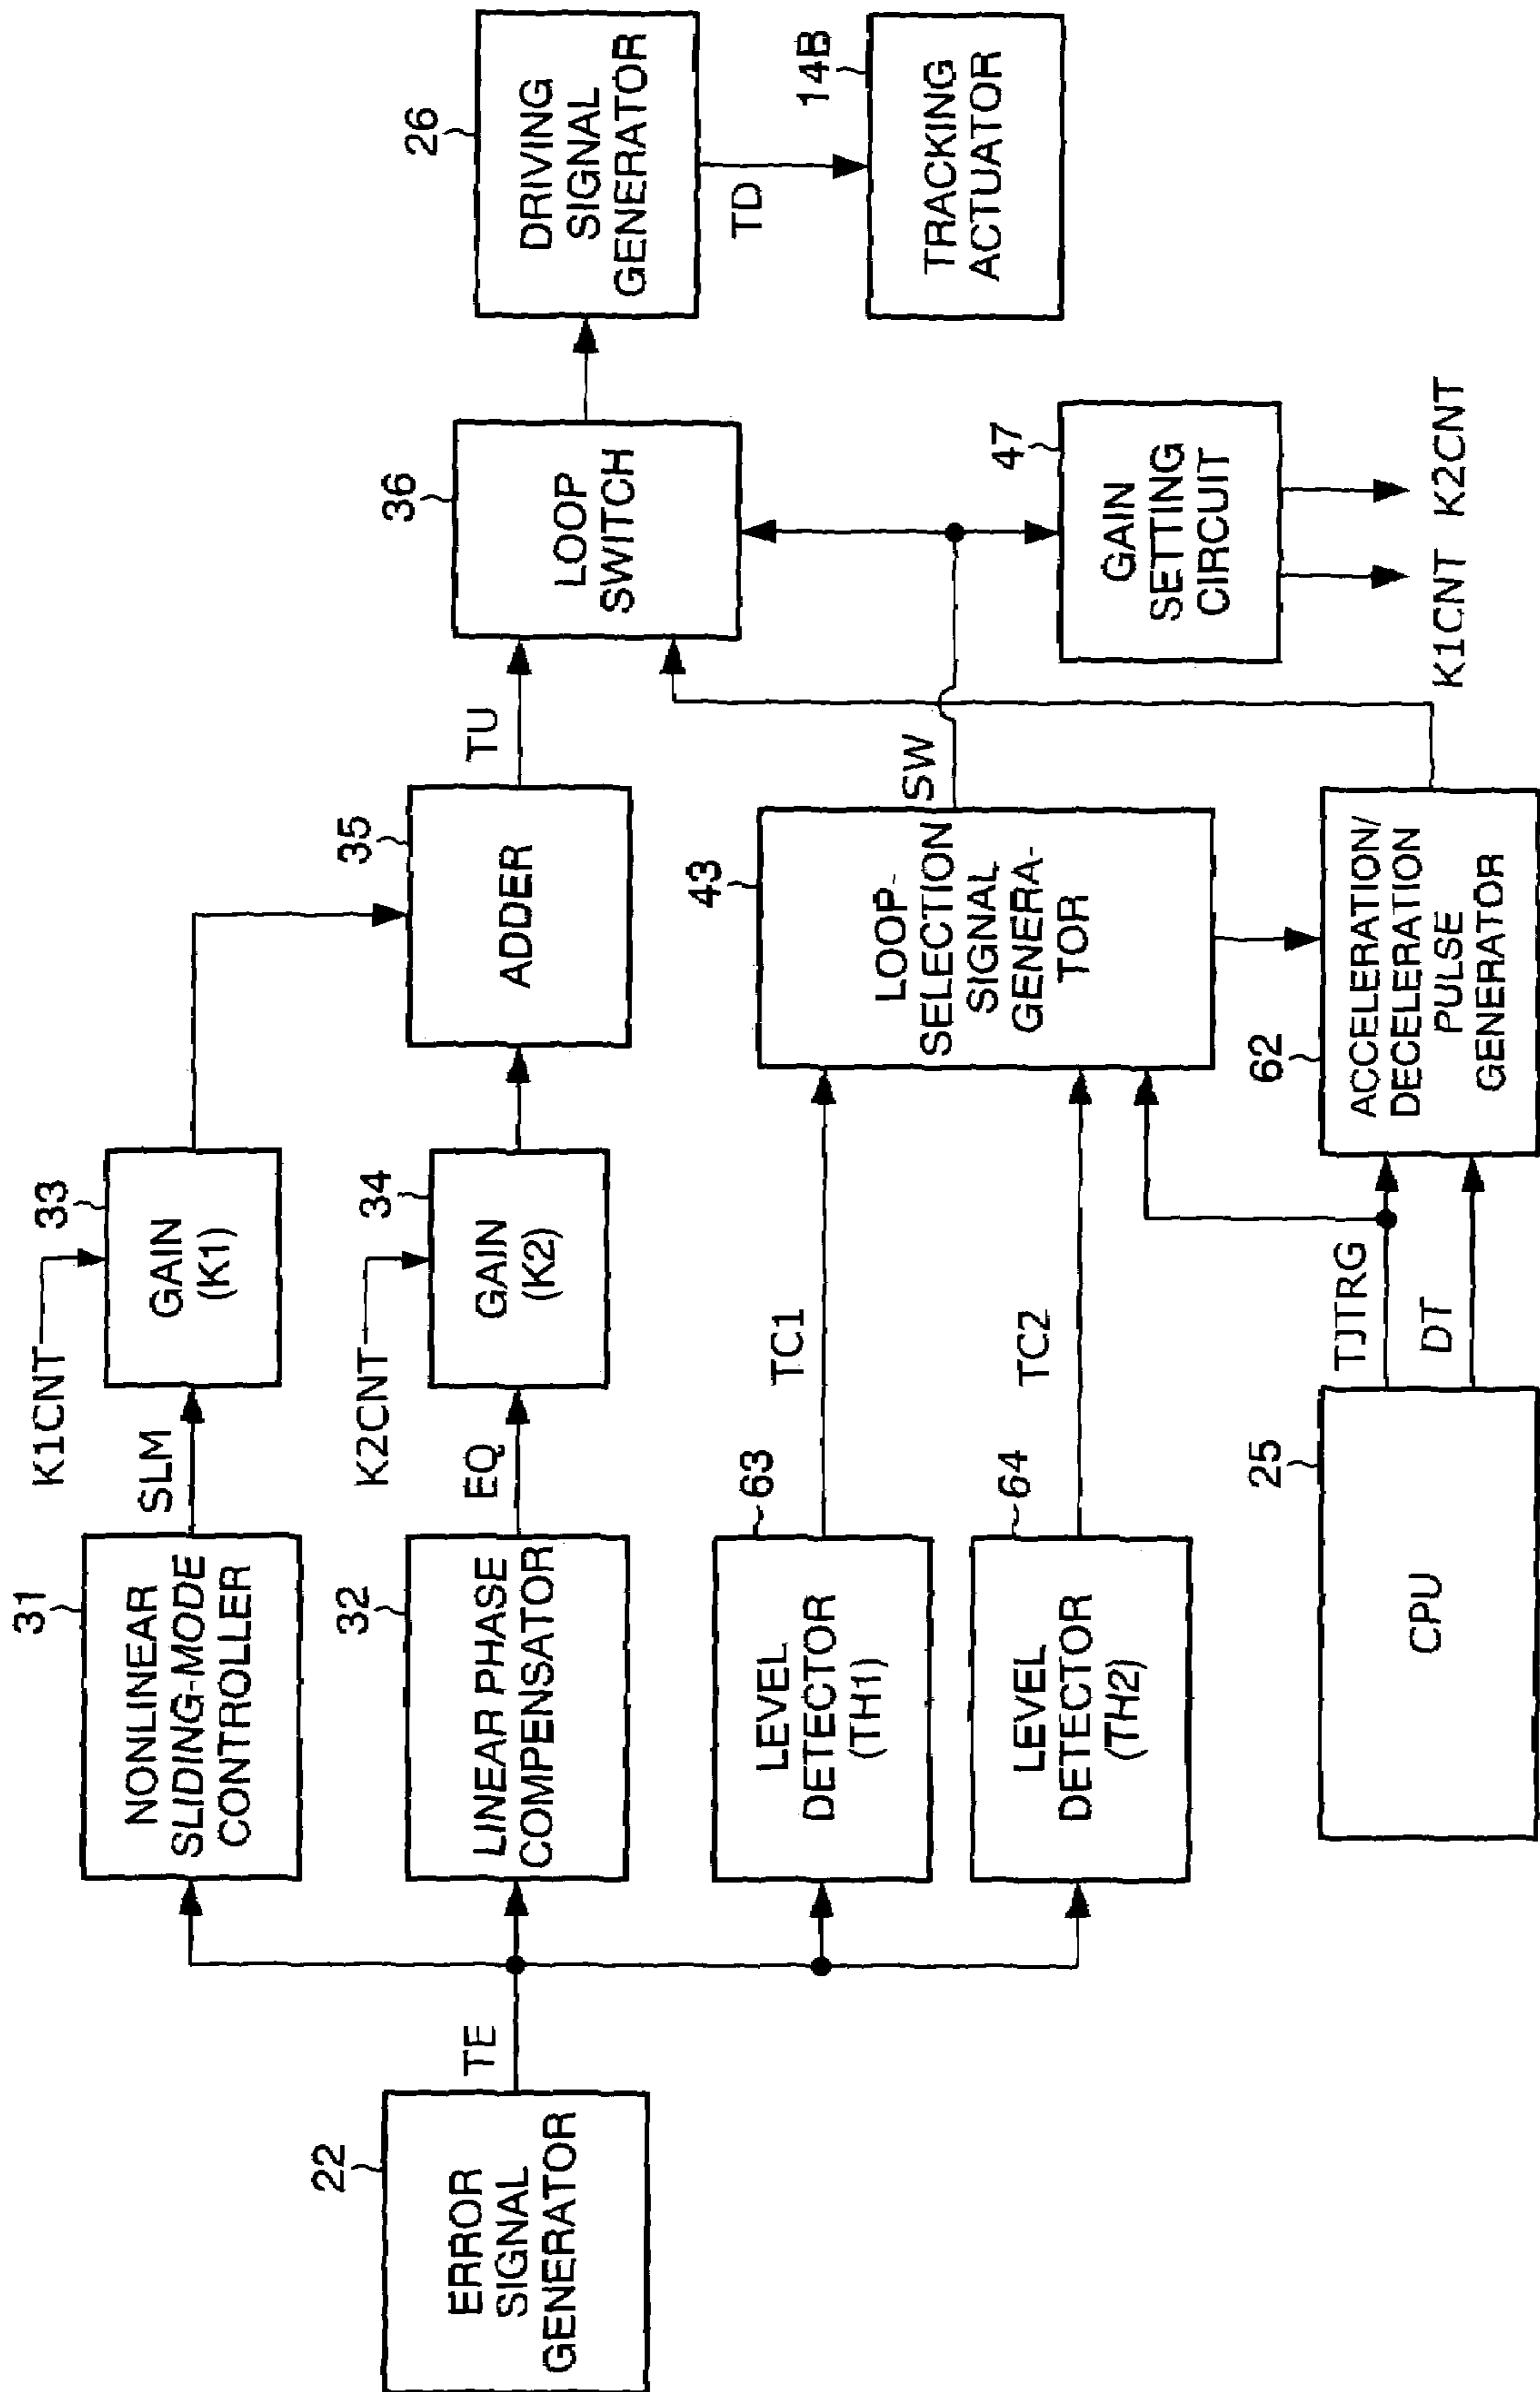 22
ERROR
SIGNAL
GENERATOR
TE
31
NONLINEAR
SLIDING-MODE
CONTROLLER
SLM
K1CNT
33
GAIN
(K1)
32
LINEAR PHASE
COMPENSATOR
EQ
K2CNT
34
GAIN
(K2)
35
ADDER
TU
36
LOOP
SWITCH
26
DRIVING
SIGNAL
GENERATOR
TD
14B
TRACKING
ACTUATOR
63
LEVEL
DETECTOR
(TH1)
TC1
64
LEVEL
DETECTOR
(TH2)
TC2
43
LOOP-
SELECTION
SIGNAL
GENERA-
TOR
SW
47
GAIN
SETTING
CIRCUIT
K1CNT K2CNT
25
CPU
TJTRG
DT
62
ACCELERATION/
DECELERATION
PULSE
GENERATOR